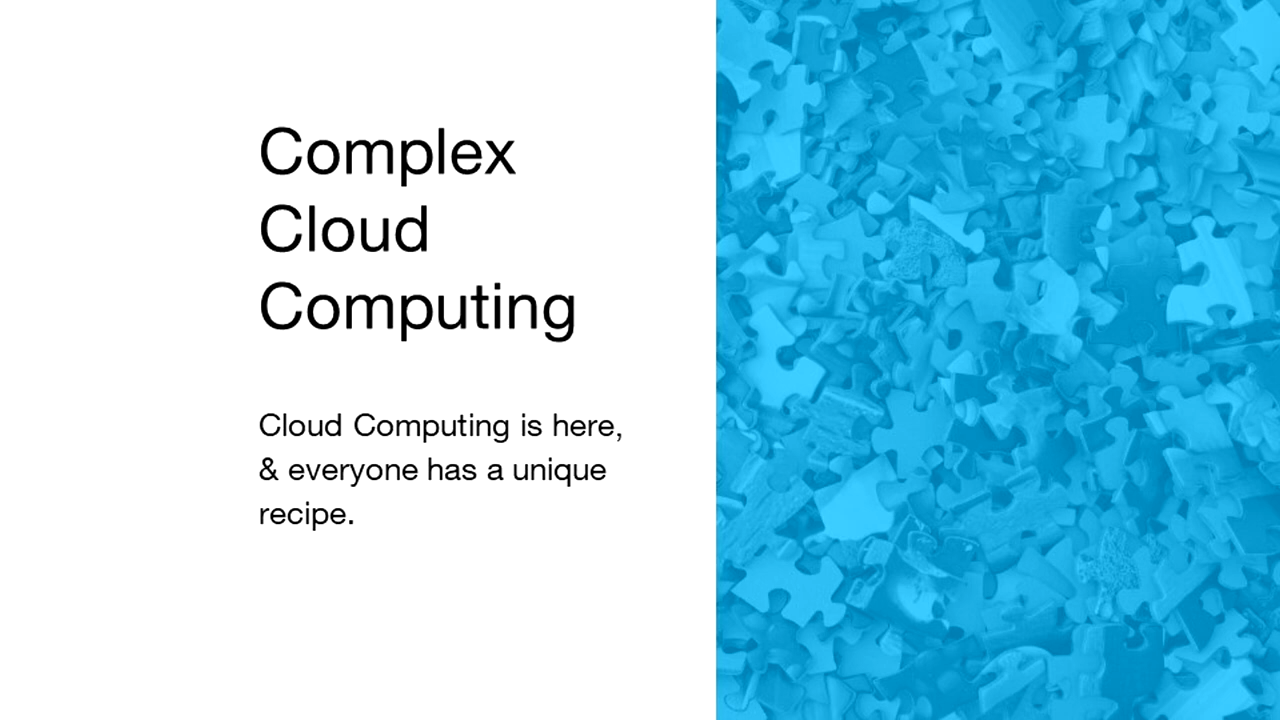 Complex
Cloud
Computing
Cloud Computing is here,
& everyone has a unique
recipe.